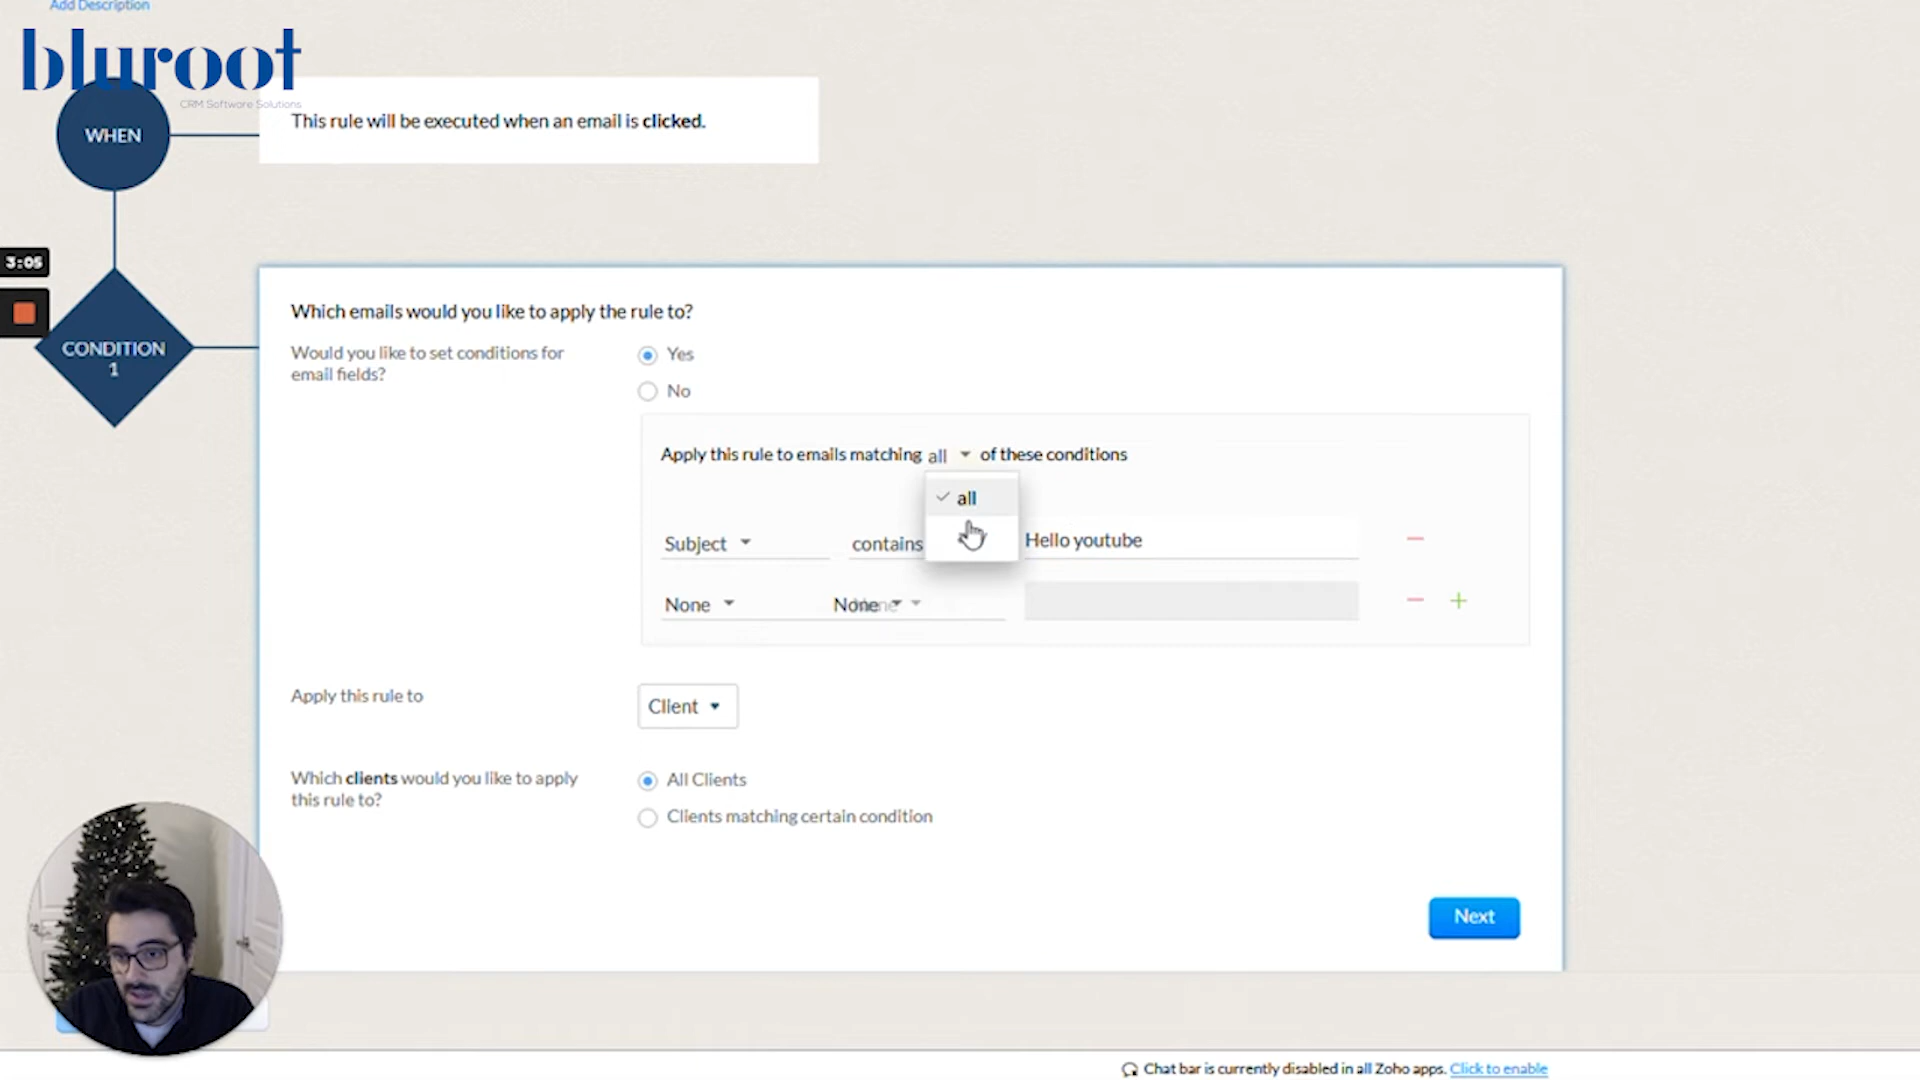 Add Description
bluroot
CRM Software Solutions
WHEN
This rule will be executed when an email is clicked.
3:05
CONDITION
1
Which emails would you like to apply the rule to?
Would you like to set conditions for
email fields?
Yes
No
Apply this rule to emails matching all of these conditions
all
Subject contains Hello youtube
None None
Apply this rule to
Client
Which clients would you like to apply
this rule to?
All Clients
Clients matching certain condition
Next
Chat bar is currently disabled in all Zoho apps. Click to enable